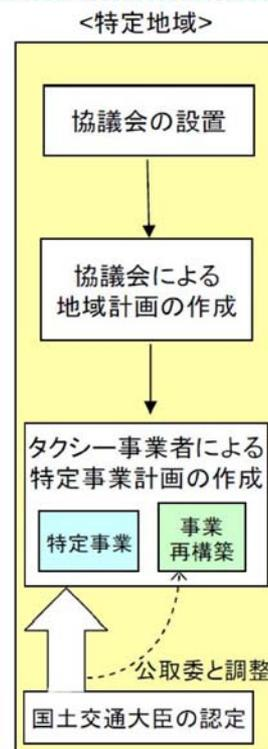 <特定地域>
協議会の設置
協議会による
地域計画の作成
タクシー事業者による
特定事業計画の作成
特定事業
事業
再構築
公取委と調整
国土交通大臣の認定